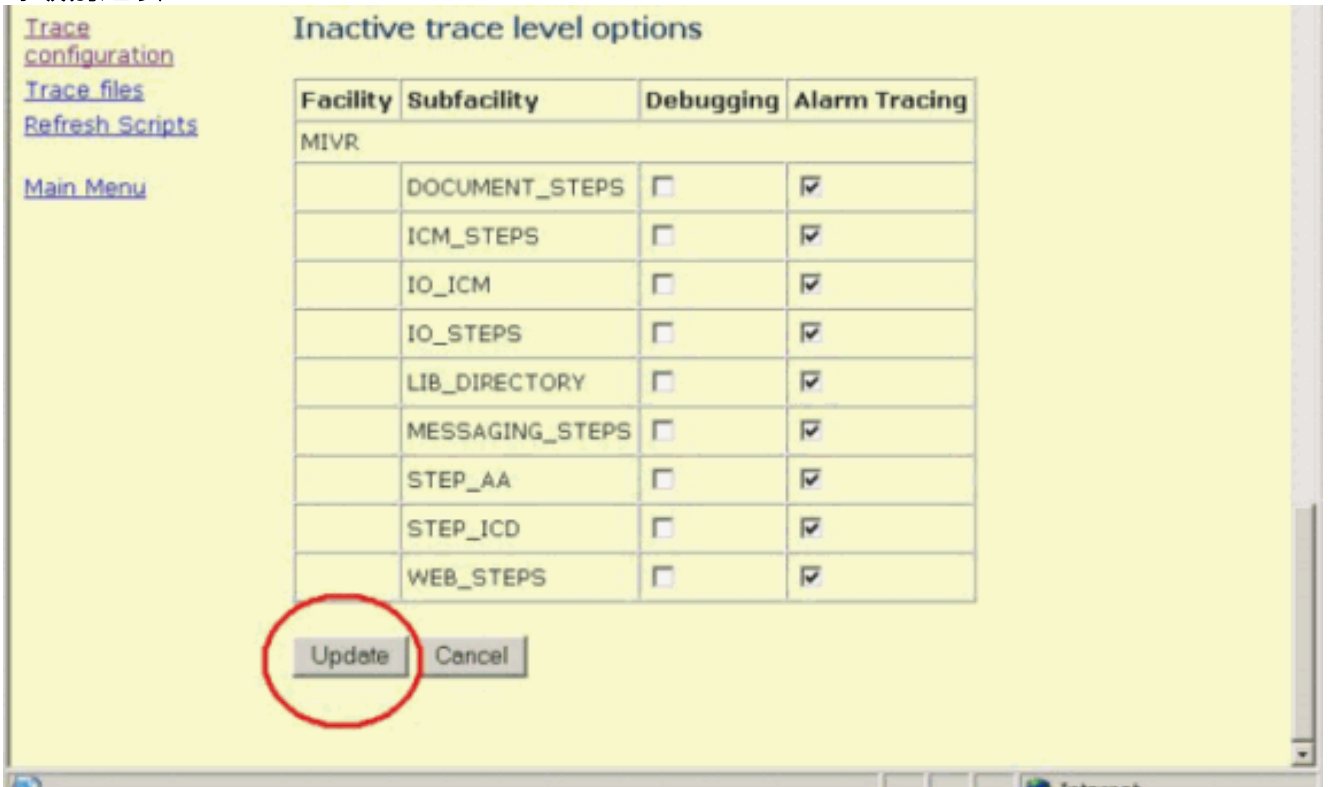 Trace
configuration
Trace files
Refresh Scripts
Main Menu
Inactive trace level options
Facility Subfacility Debugging Alarm Tracing
MIVR
DOCUMENT_STEPS
ICM_STEPS
IO_ICM
IO_STEPS
LIB_DIRECTORY
MESSAGING_STEPS
STEP_AA
STEP_ICD
WEB_STEPS
Update Cancel